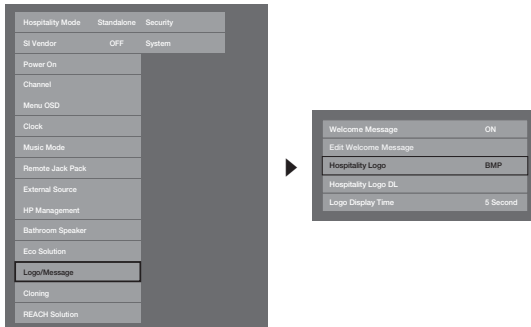 Hospitality Mode Standalone Security
SI Vendor OFF System
Power On
Channel
Menu OSD
Clock
Music Mode
Remote Jack Pack
External Source
HP Management
Bathroom Speaker
Eco Solution
Logo/Message
Cloning
REACH Solution
Welcome Message ON
Edit Welcome Message
Hospitality Logo BMP
Hospitality Logo DL
Logo Display Time 5 Second